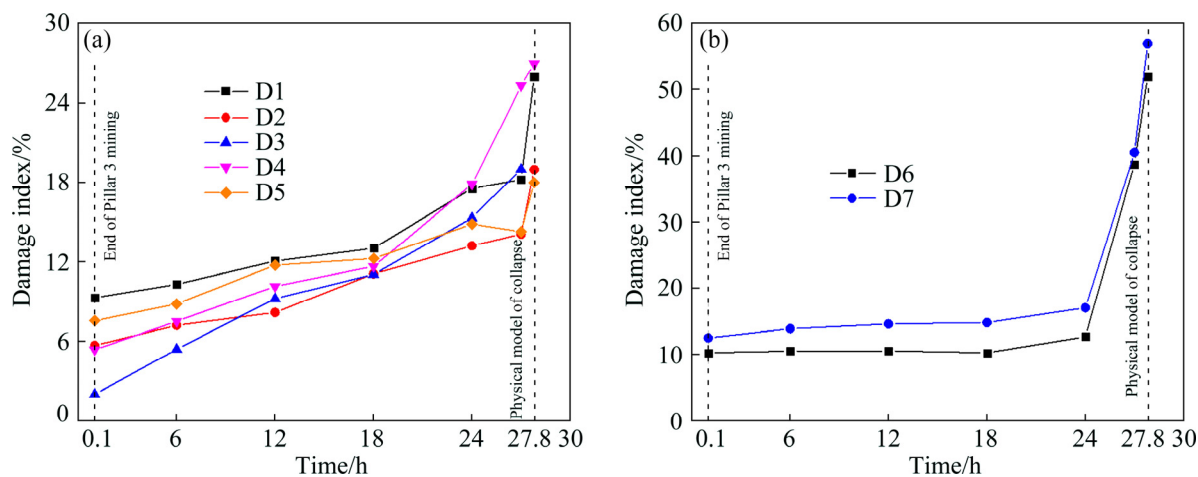 (a)
30
24
18
12
6
0
Damage index/%
D1
D2
D3
D4
D5
End of Pillar 3 mining
Physical model of collapse
0.1 6 12 18 24 27.8 30
Time/h
(b)
60
50
40
30
20
10
0
Damage index/%
D6
D7
End of Pillar 3 mining
Physical model of collapse
0.1 6 12 18 24 27.8 30
Time/h